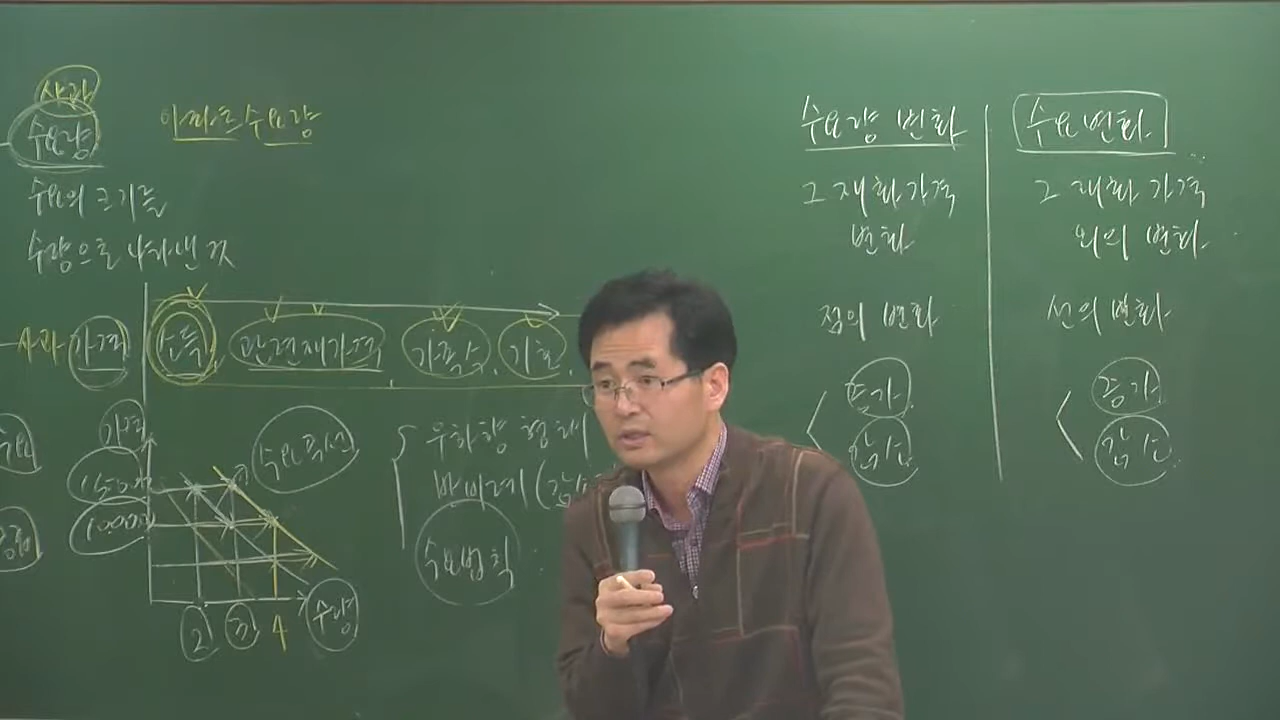 사과
수요량
아파트 수요량
수요의 크기를
수량으로 나타낸 것
사과 가격 소득 관련재가격 기호
가격
수요곡선
15000
10000
2 3 4 수량
우하향 형태
반비례
수요법칙
수요량 변화
그 재화가격
변화
점의 변화
증가
감소
수요변화
그 재화 가격
외의 변화
선의 변화
증가
감소